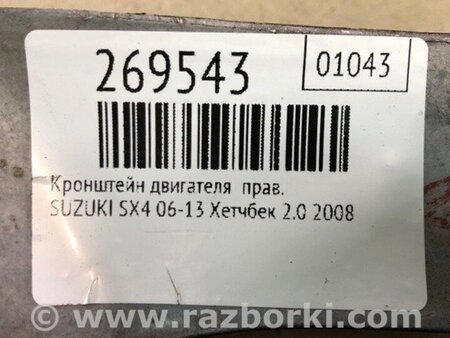 269543
01043
Кронштейн двигателя прав.
SUZUKI SX4 06-13 Хетчбек 2.0 2008
www.razborki.com